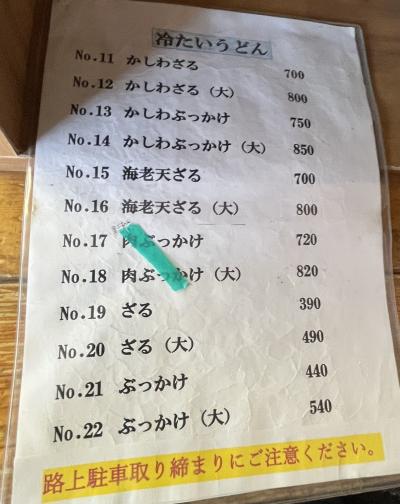 冷たいうどん
No.11 かしわざる 700
No.12 かしわざる（大） 800
No.13 かしわぶっかけ 750
No.14 かしわぶっかけ（大） 850
No.15 海老天ざる 700
No.16 海老天ざる（大） 800
No.17 肉ぶっかけ 720
No.18 肉ぶっかけ（大） 820
No.19 ざる 390
No.20 ざる（大） 490
No.21 ぶっかけ 440
No.22 ぶっかけ（大） 540
路上駐車取り締まりにご注意ください。